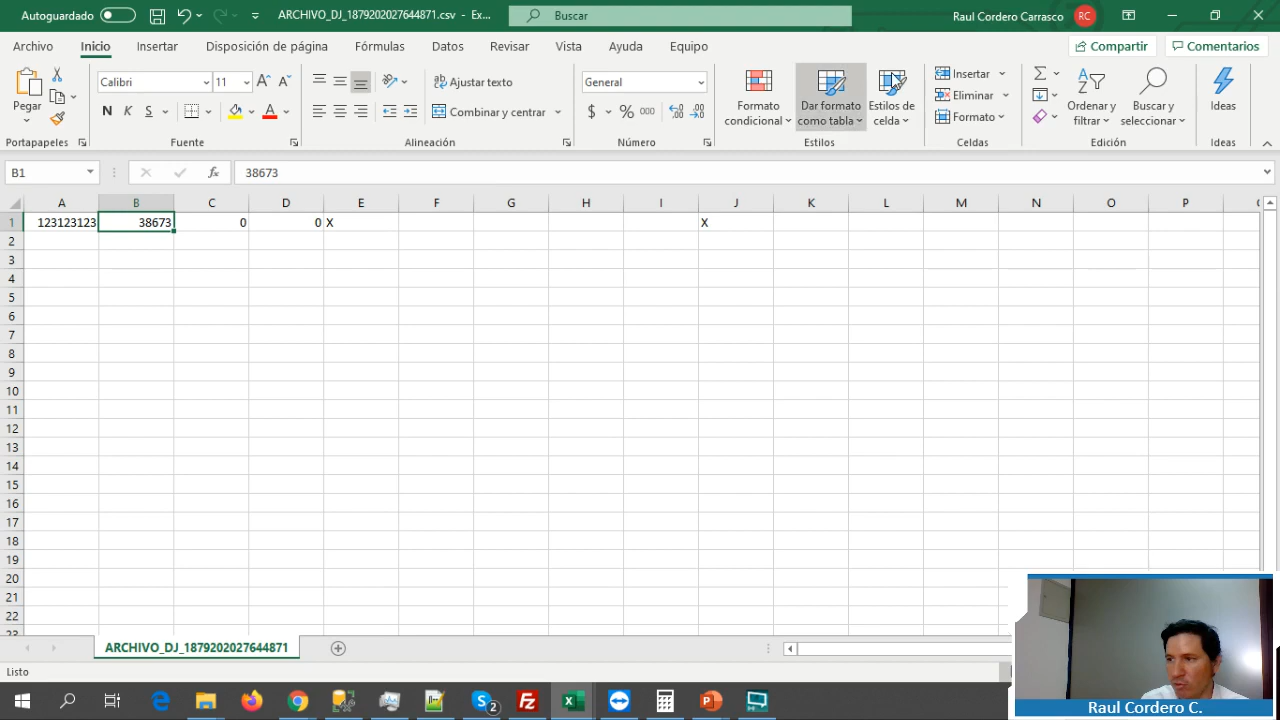 Autoguardado ARCHIVO_DJ_1879202027644871.csv - Ex... Buscar Raul Cordero Carrasco RC
Archivo Inicio Insertar Disposición de página Fórmulas Datos Revisar Vista Ayuda Equipo Compartir Comentarios
Pegar Calibri 11 Ajustar texto General Formato condicional Dar formato como tabla Estilos de celda Insertar Ordenar y filtrar Buscar y seleccionar Ideas
N K S Combinar y centrar $ % 000 Eliminar
Formato
Portapapeles Fuente Alineación Número Estilos Celdas Edición Ideas
B1 fx 38673
A B C D E F G H I J K L M N O P
1 123123123 38673 0 0 X X
2
3
4
5
6
7
8
9
10
11
12
13
14
15
16
17
18
19
20
21
22
23
ARCHIVO_DJ_1879202027644871
Listo
2
Raul Cordero C.